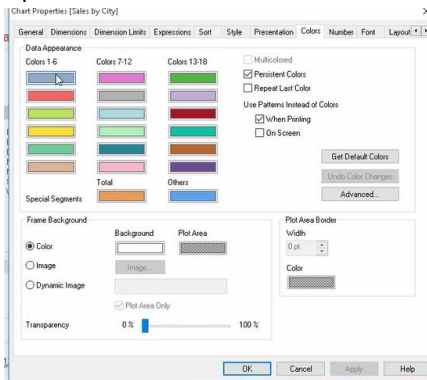 Chart Properties [Sales by City]
General Dimensions Dimension Limits Expressions Sort Style Presentation Colors Number Font Layout
Data Appearance
Colors 1-6 Colors 7-12 Colors 13-18
Multicolored
Persistent Colors
Repeat Last Color
Use Patterns Instead of Colors
When Printing
On Screen
Get Default Colors
Undo Color Changes
Advanced...
Total Others
Special Segments
Frame Background
Background Plot Area
Color
Image Image...
Dynamic Image
Plot Area Only
Transparency 0 % 100 %
Plot Area Border
Width
0 pt
Color
OK Cancel Apply Help